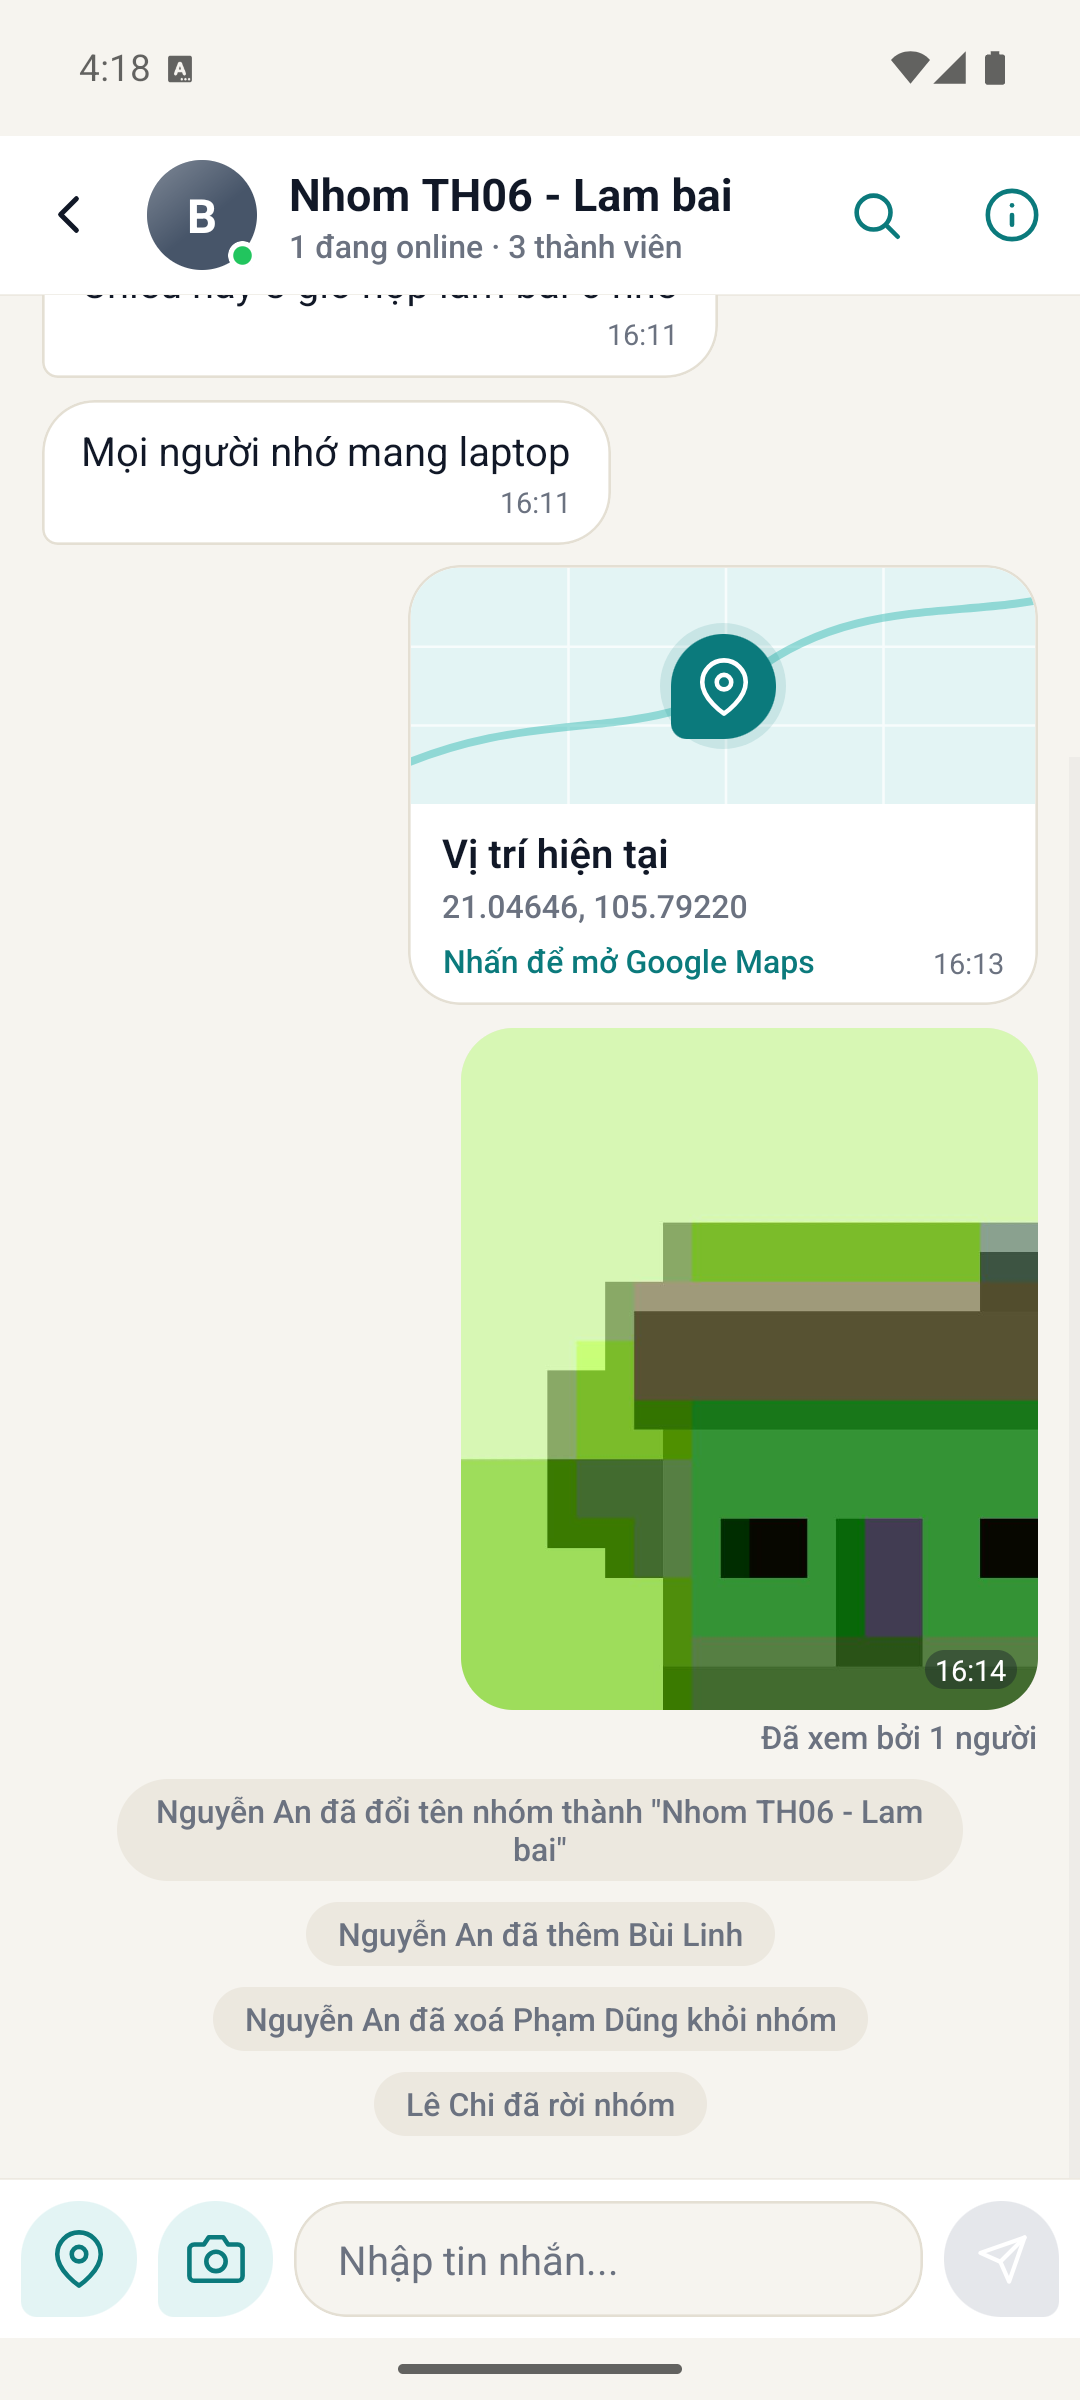 4:18
B
Nhom TH06 - Lam bai
1 đang online · 3 thành viên
16:11
Mọi người nhớ mang laptop
16:11
Vị trí hiện tại
21.04646, 105.79220
Nhấn để mở Google Maps
16:13
16:14
Đã xem bởi 1 người
Nguyễn An đã đổi tên nhóm thành "Nhom TH06 - Lam
bai"
Nguyễn An đã thêm Bùi Linh
Nguyễn An đã xoá Phạm Dũng khỏi nhóm
Lê Chi đã rời nhóm
Nhập tin nhắn...